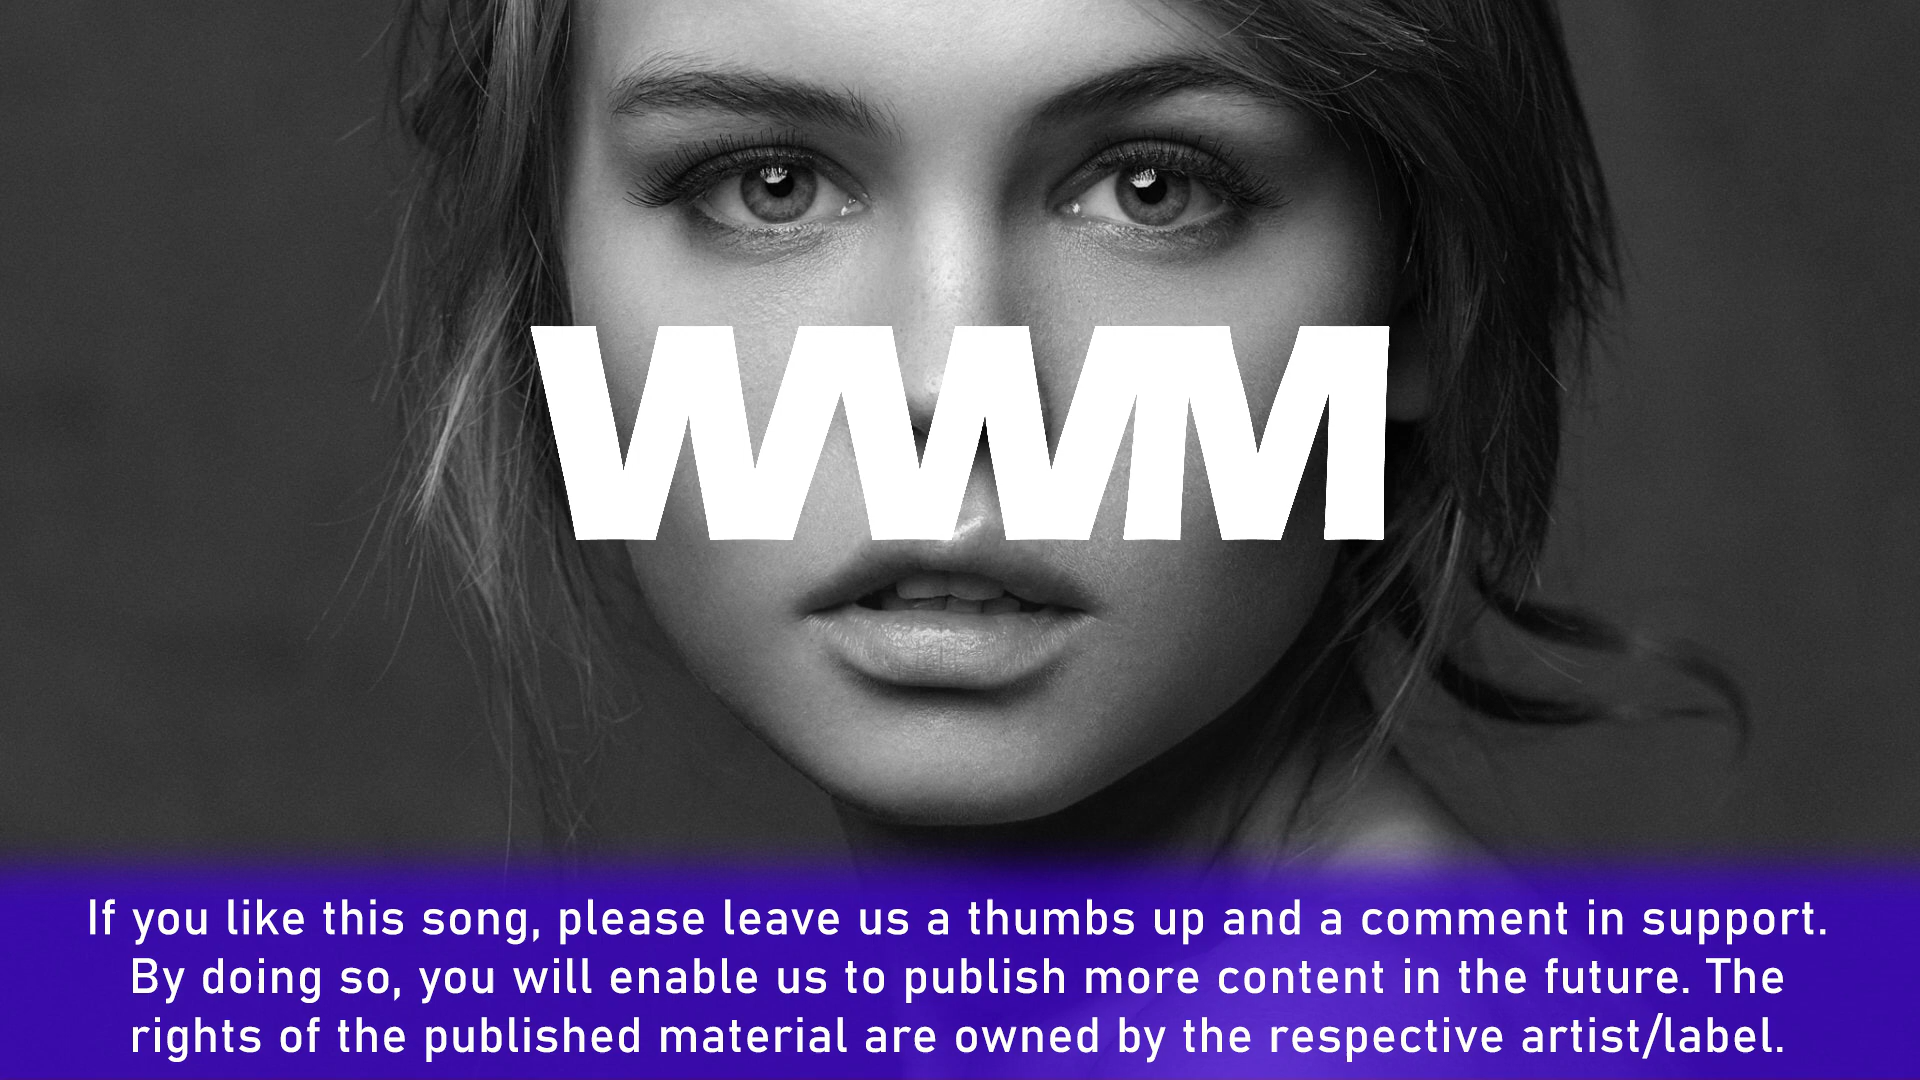 WWM
If you like this song, please leave us a thumbs up and a comment in support.
By doing so, you will enable us to publish more content in the future. The
rights of the published material are owned by the respective artist/label.